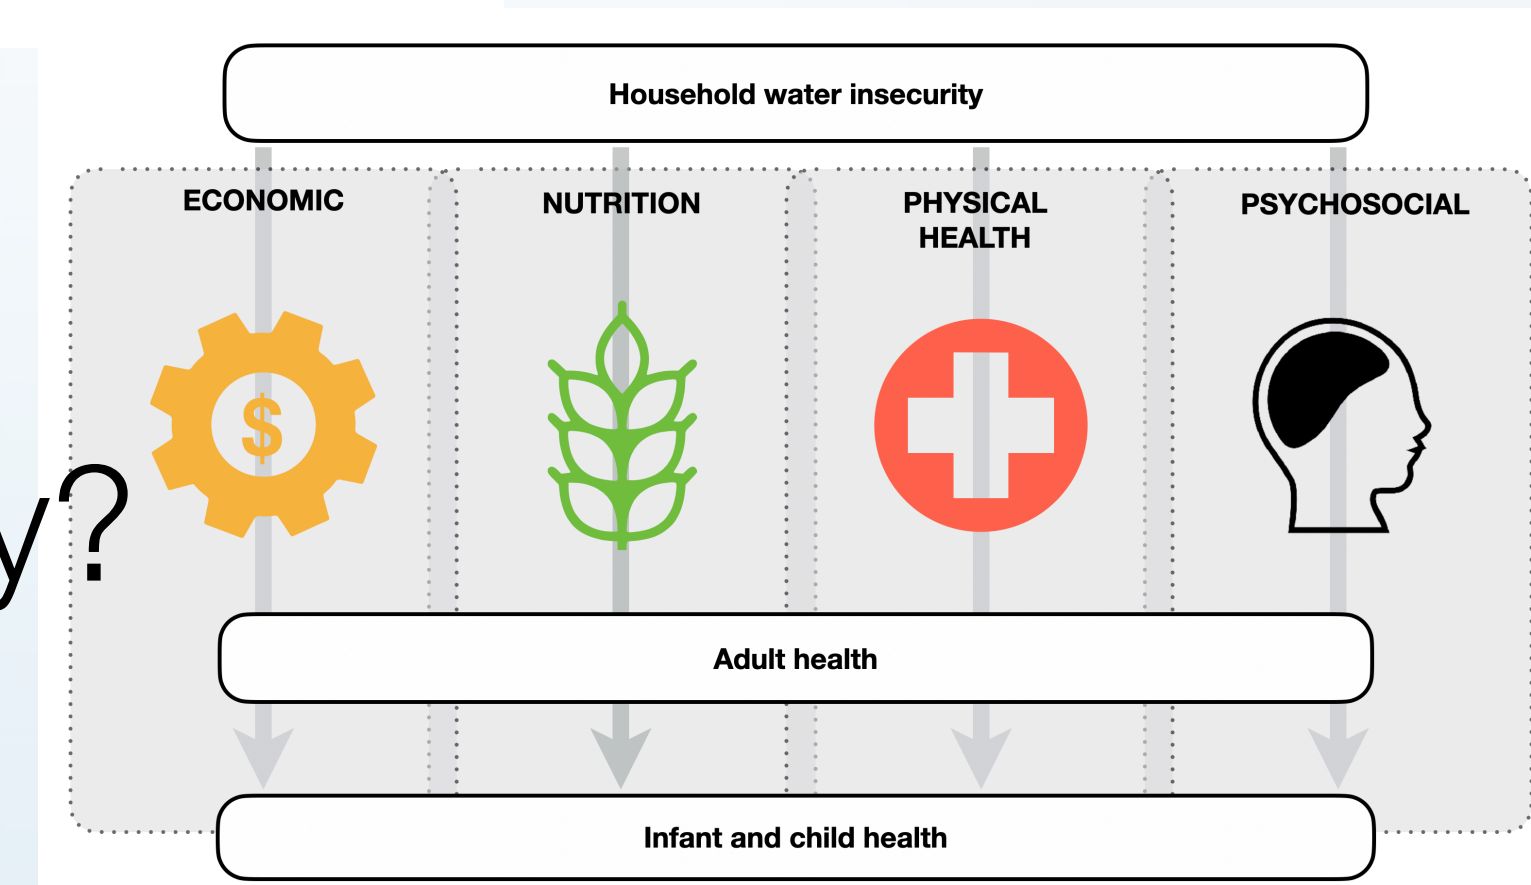 Household water insecurity
ECONOMIC
NUTRITION
PHYSICAL
HEALTH
PSYCHOSOCIAL
$
y?
Adult health
Infant and child health